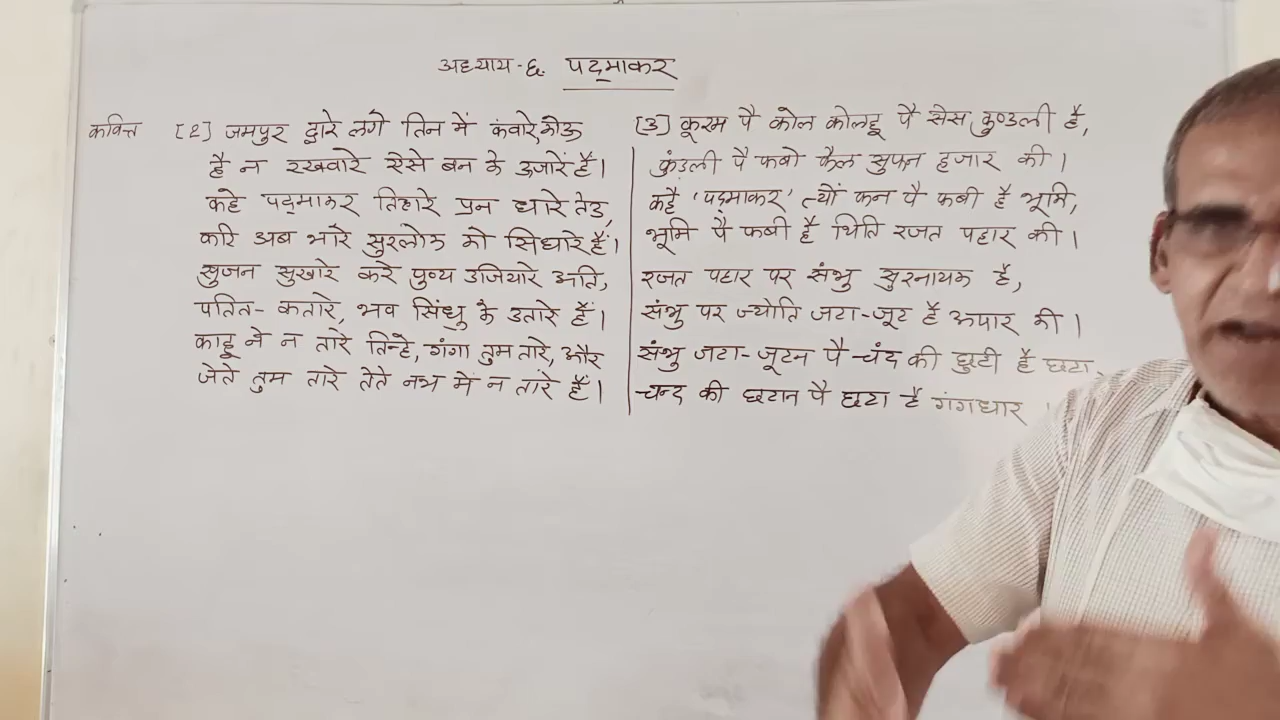 अध्याय-६. पद्माकर
कवित्त [2] जमपुर द्वारे लगे तिन में केवारे कोऊ
है न रखवारे ऐसे बन के उजारे हैं।
कहे पद्माकर तिहारे प्रन धारे तेउ,
करि अब भारे सुरलोक को सिधारे हैं।
सुजन सुखारे करे पुण्य उजियारे अति,
पतित-कतारे, भव सिंधु के उतारे हैं।
काहू ने न तारे तिन्हे, गंगा तुम तारे, और
जेते तुम तारे तेते नभ में न तारे हैं।
[3] कूरम पै कोल कोलहू पै सेस कुण्डली है,
कुंडली पै फबी फैल सुफन हजार की।
कहै 'पद्माकर' त्यौं फन पै फबी है भूमि,
भूमि पै फबी है थिति रजत पहार की।
रजत पहार पर संभु सुरनायक है,
संभु पर ज्योति जटा-जूट है अपार की।
संभु जटा-जूटन पै चंद की छुटी है छटा
चन्द की छटान पै छटा है गंगधार